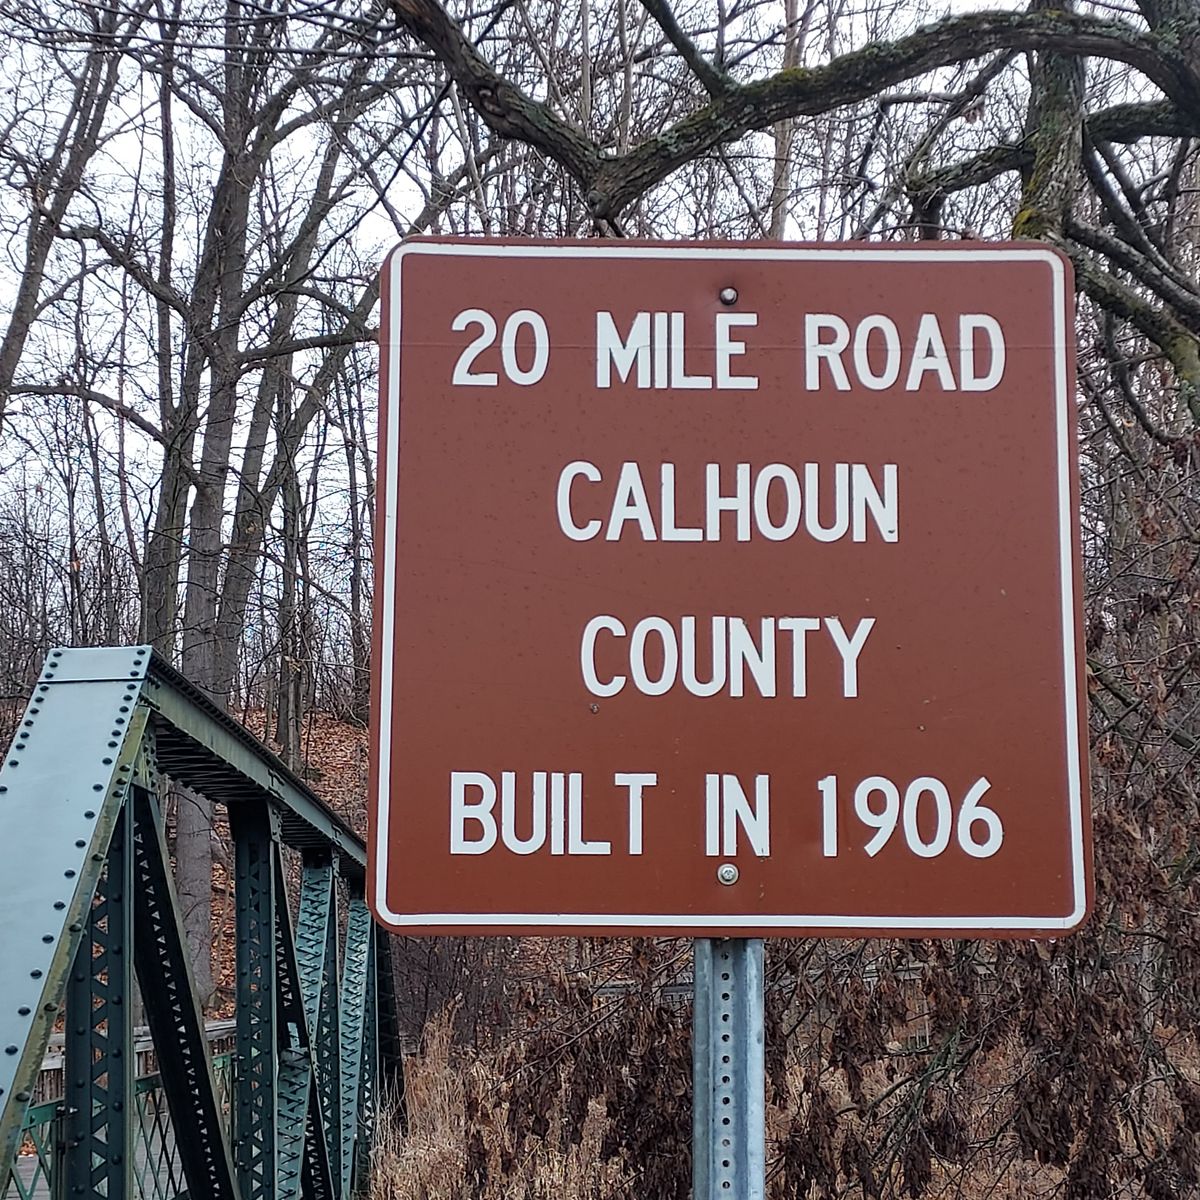 20 MILE ROAD
CALHOUN
COUNTY
BUILT IN 1906